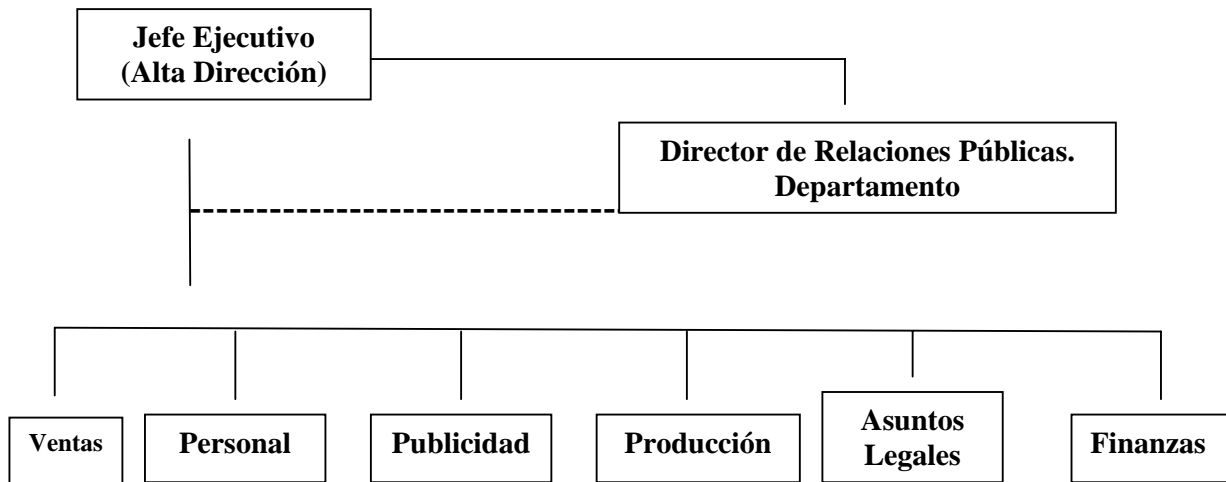 Jefe Ejecutivo
(Alta Dirección)
Director de Relaciones Públicas.
Departamento
Ventas
Personal
Publicidad
Producción
Asuntos
Legales
Finanzas